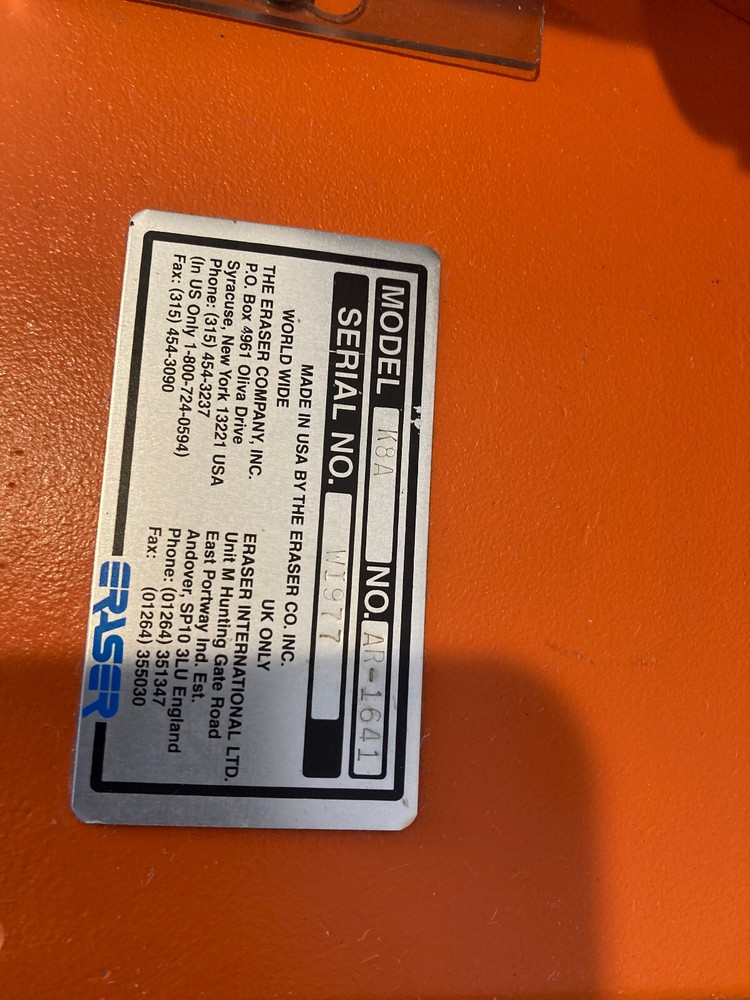 MODEL K8A NO. AR-1641
SERIAL NO. W1977
MADE IN USA BY THE ERASER CO. INC.
WORLD WIDE
THE ERASER COMPANY, INC.
P.O. Box 4961 Oliva Drive
Syracuse, New York 13221 USA
Phone: (315) 454-3237
(In US Only 1-800-724-0594)
Fax: (315) 454-3090
UK ONLY
ERASER INTERNATIONAL LTD.
Unit M Hunting Gate Road
East Portway Ind. Est.
Andover, SP10 3LU England
Phone: (01264) 351347
Fax: (01264) 355030
ERASER